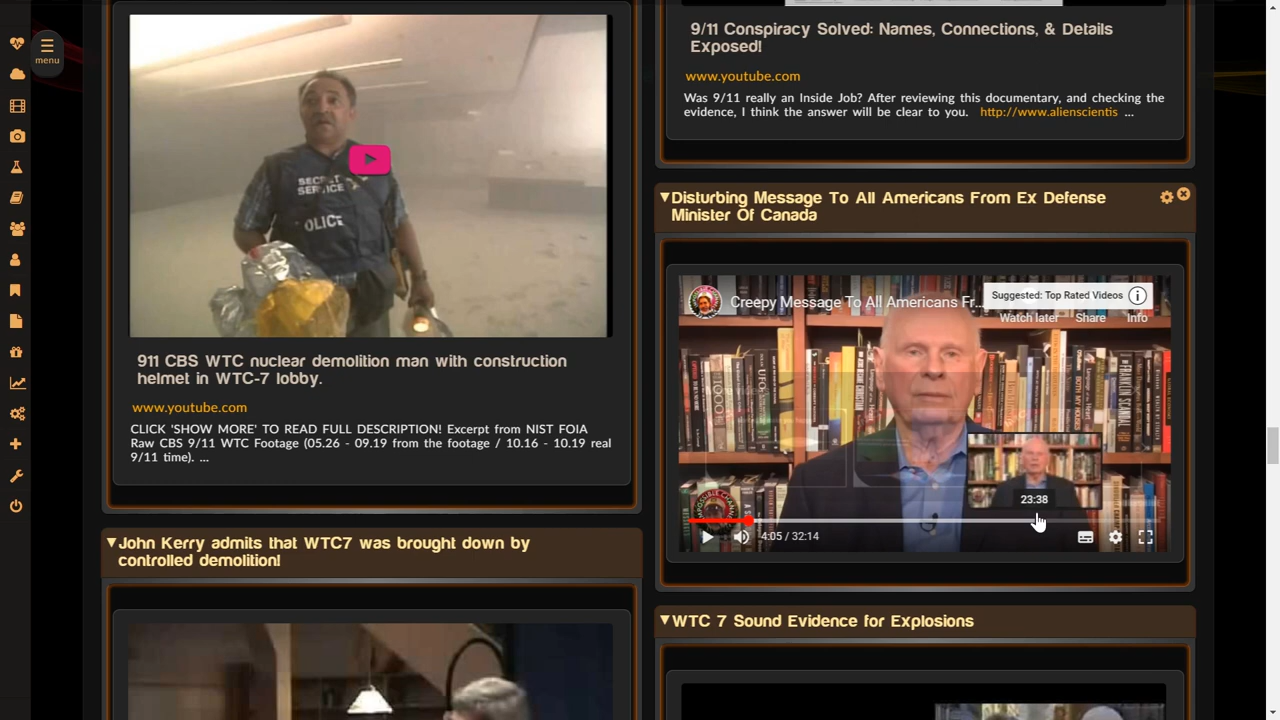 menu
SECRET
SERVICE
POLICE
911 CBS WTC nuclear demolition man with construction
helmet in WTC-7 lobby.
www.youtube.com
CLICK 'SHOW MORE' TO READ FULL DESCRIPTION! Excerpt from NIST FOIA
Raw CBS 9/11 WTC Footage (05.26 - 09.19 from the footage / 10.16 - 10.19 real
9/11 time). ...
▼John Kerry admits that WTC7 was brought down by
controlled demolition!
9/11 Conspiracy Solved: Names, Connections, & Details
Exposed!
www.youtube.com
Was 9/11 really an Inside Job? After reviewing this documentary, and checking the
evidence, I think the answer will be clear to you. http://www.alienscientis ...
▼Disturbing Message To All Americans From Ex Defense
Minister Of Canada
Creepy Message To All Americans Fr...
Suggested: Top Rated Videos
Watch later Share Info
UFO
THE FRANKLIN SCANDAL
23:38
4:05 / 32:14
▼WTC 7 Sound Evidence for Explosions